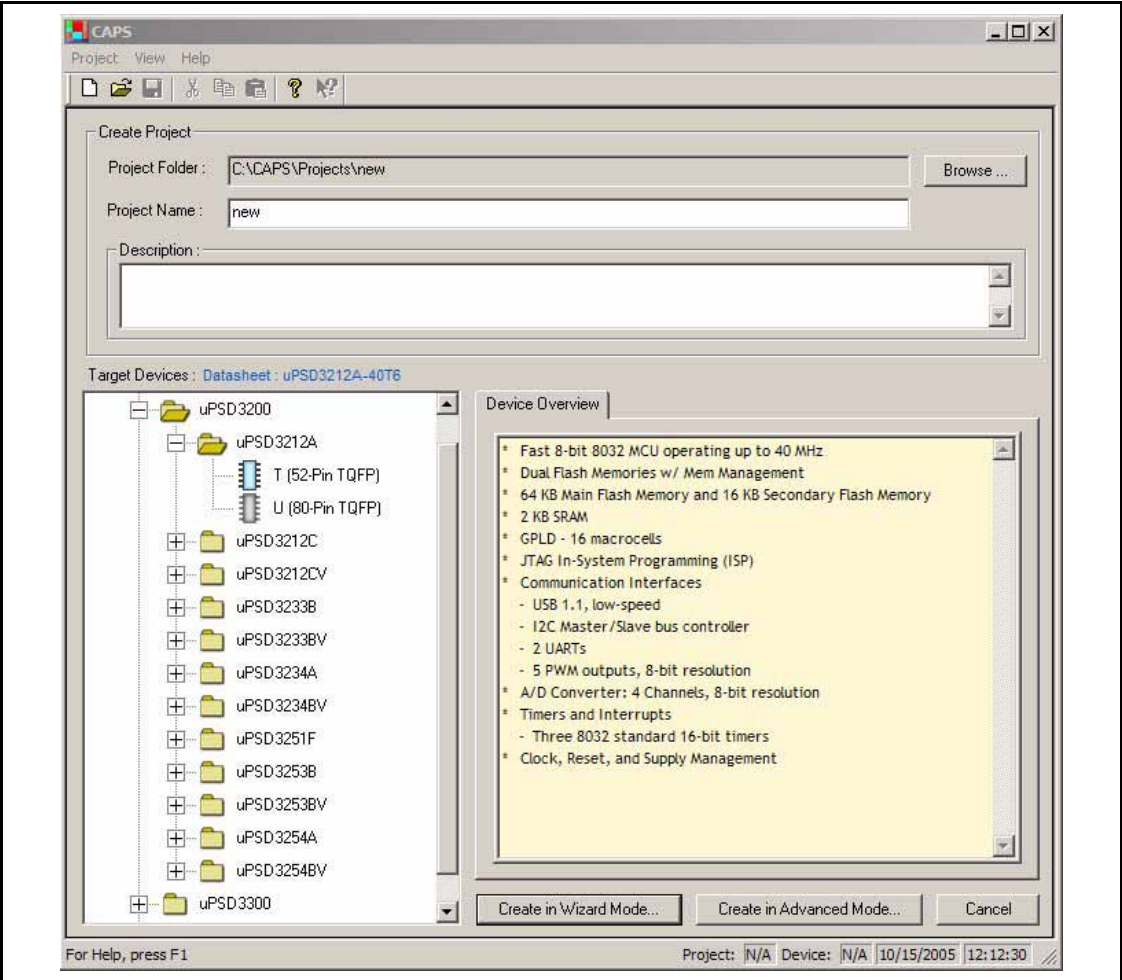 CAPS
Project View Help
Create Project
Project Folder : C:\CAPS\Projects\new Browse ...
Project Name : new
Description :
Target Devices : Datasheet : uPSD3212A-40T6
uPSD3200
uPSD3212A
T (52-Pin TQFP)
U (80-Pin TQFP)
uPSD3212C
uPSD3212CV
uPSD3233B
uPSD3233BV
uPSD3234A
uPSD3234BV
uPSD3251F
uPSD3253B
uPSD3253BV
uPSD3254A
uPSD3254BV
uPSD3300
Device Overview
* Fast 8-bit 8032 MCU operating up to 40 MHz
* Dual Flash Memories w/ Mem Management
* 64 KB Main Flash Memory and 16 KB Secondary Flash Memory
* 2 KB SRAM
* GPLD - 16 macrocells
* JTAG In-System Programming (ISP)
* Communication Interfaces
- USB 1.1, low-speed
- I2C Master/Slave bus controller
- 2 UARTs
- 5 PWM outputs, 8-bit resolution
* A/D Converter: 4 Channels, 8-bit resolution
* Timers and Interrupts
- Three 8032 standard 16-bit timers
* Clock, Reset, and Supply Management
Create in Wizard Mode... Create in Advanced Mode... Cancel
For Help, press F1 Project: N/A Device: N/A 10/15/2005 12:12:30